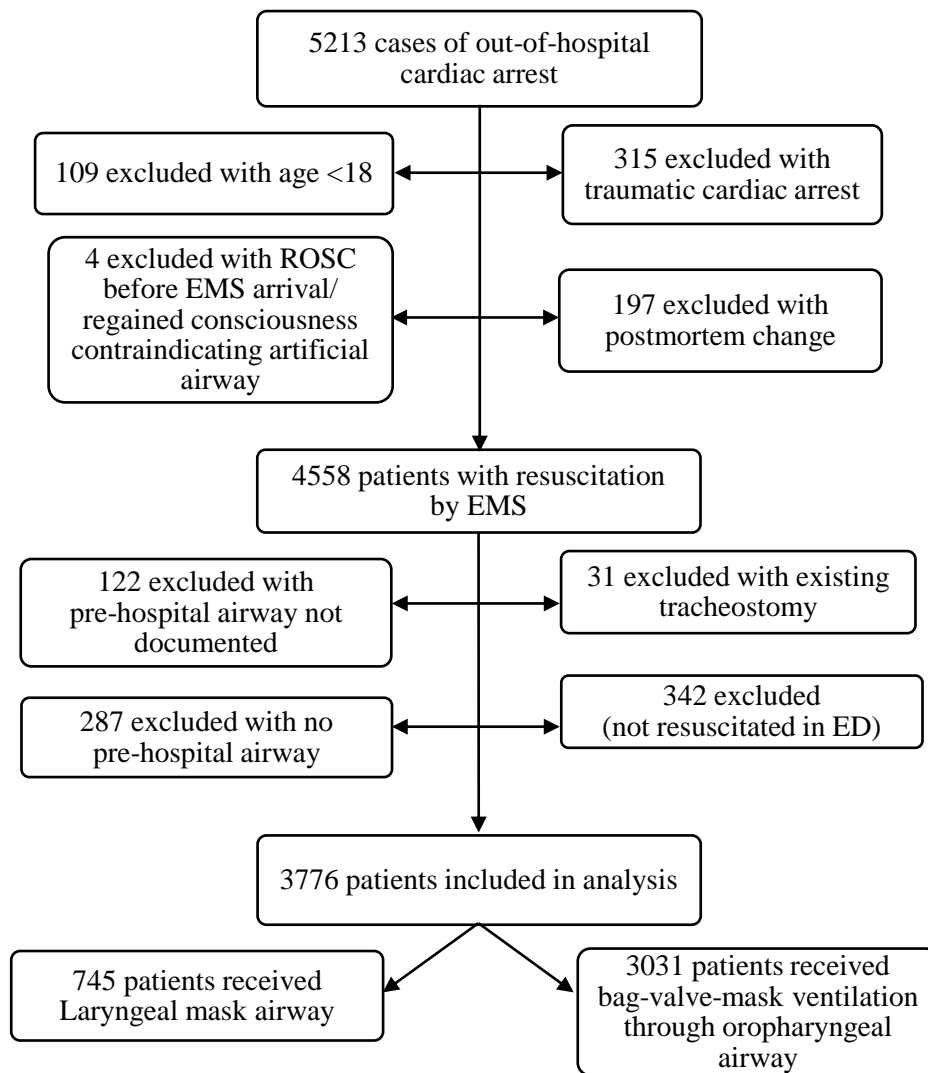 5213 cases of out-of-hospital
cardiac arrest
109 excluded with age <18
315 excluded with
traumatic cardiac arrest
4 excluded with ROSC
before EMS arrival/
regained consciousness
contraindicating artificial
airway
197 excluded with
postmortem change
4558 patients with resuscitation
by EMS
122 excluded with
pre-hospital airway not
documented
31 excluded with existing
tracheostomy
287 excluded with no
pre-hospital airway
342 excluded
(not resuscitated in ED)
3776 patients included in analysis
745 patients received
Laryngeal mask airway
3031 patients received
bag-valve-mask ventilation
through oropharyngeal
airway